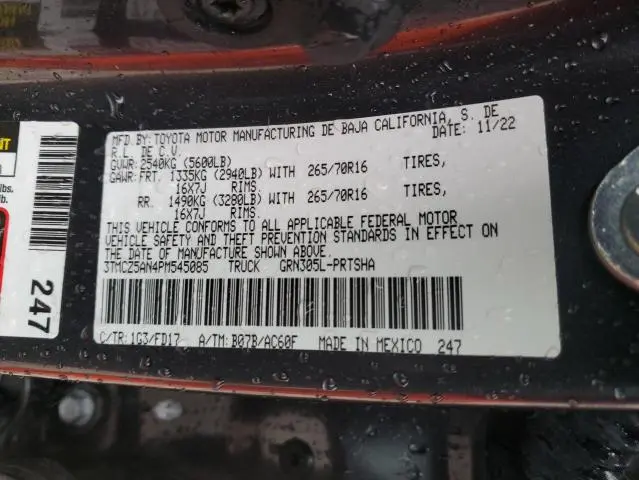 MFD. BY: TOYOTA MOTOR MANUFACTURING DE BAJA CALIFORNIA, S. DE
R.L. DE C.V. DATE: 11/22
GVWR: 2540KG (5600LB)
GAWR: FRT. 1335KG (2940LB) WITH 265/70R16 TIRES,
16X7J RIMS.
RR. 1490KG (3280LB) WITH 265/70R16 TIRES,
16X7J RIMS.
THIS VEHICLE CONFORMS TO ALL APPLICABLE FEDERAL MOTOR
VEHICLE SAFETY AND THEFT PREVENTION STANDARDS IN EFFECT ON
THE DATE OF MANUFACTURE SHOWN ABOVE.
3TMCZ5AN4PM545085 TRUCK GRN305L-PRTSHA
C/TR: 1G3/FD17 A/TM: B07B/AC60F MADE IN MEXICO 247
lbs.
247